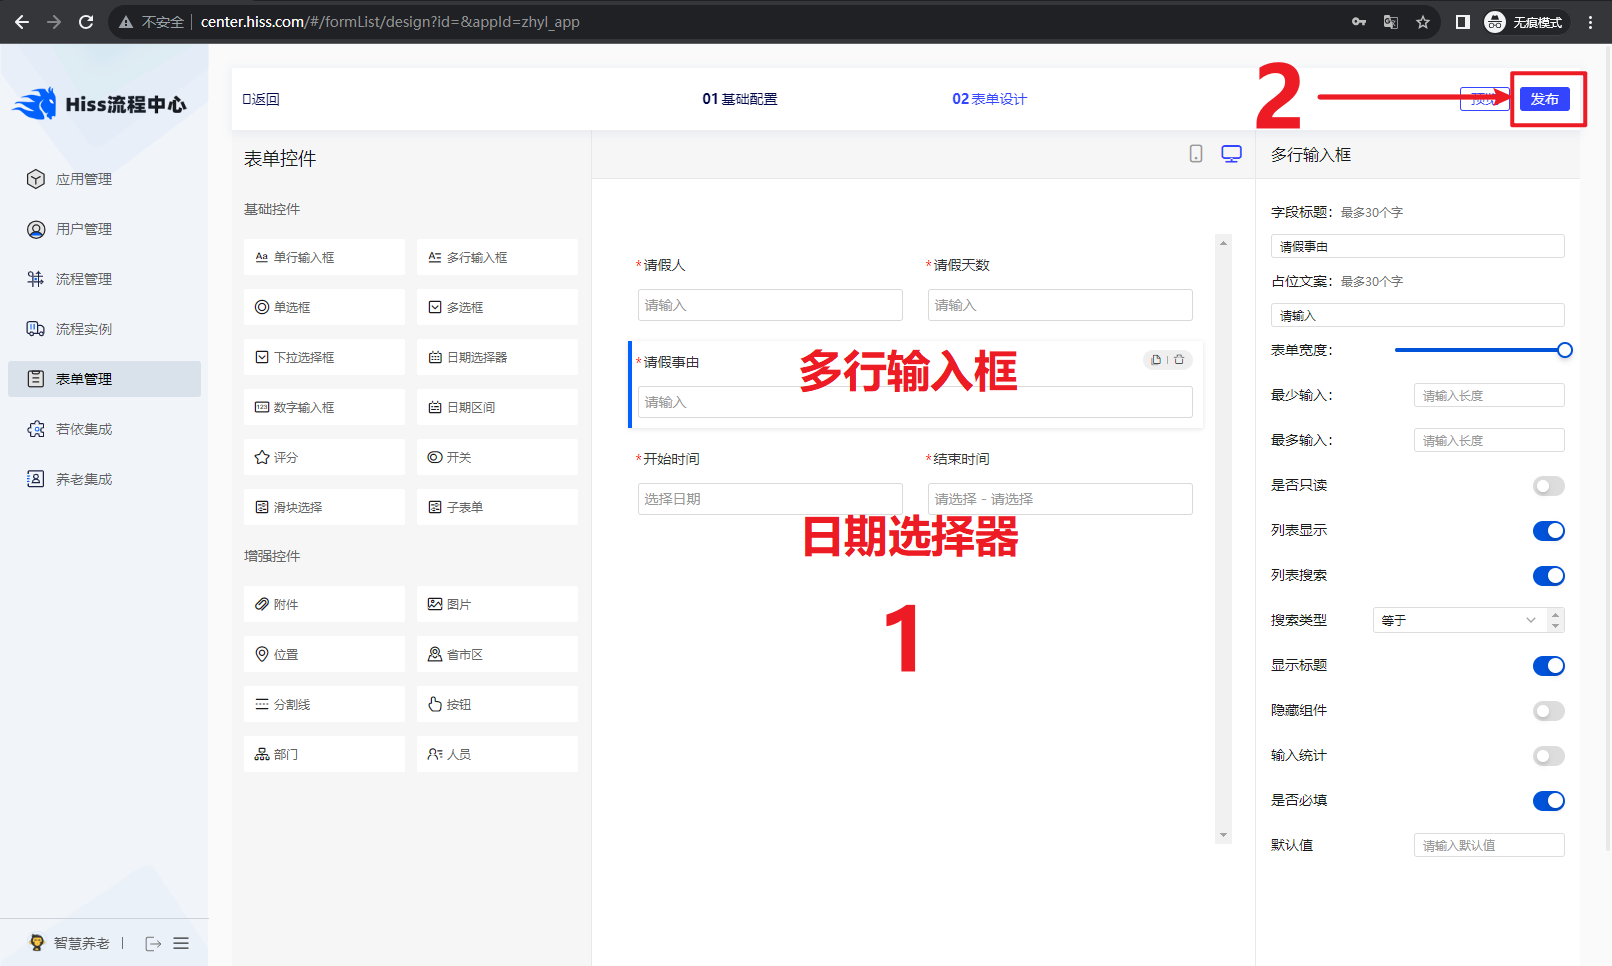 不安全
center.hiss.com/#/formList/design?id=&appId=zhyl_app
无痕模式
Hiss流程中心
应用管理
用户管理
流程管理
流程实例
表单管理
若依集成
养老集成
智慧养老
返回
01 基础配置
02 表单设计
2
预览
发布
表单控件
基础控件
单行输入框
多行输入框
单选框
多选框
下拉选择框
日期选择器
数字输入框
日期区间
评分
开关
滑块选择
子表单
增强控件
附件
图片
位置
省市区
分割线
按钮
部门
人员
*请假人
请输入
*请假天数
请输入
*请假事由
请输入
多行输入框
*开始时间
选择日期
*结束时间
请选择 - 请选择
日期选择器
1
多行输入框
字段标题: 最多30个字
请假事由
占位文案: 最多30个字
请输入
表单宽度:
最少输入:
请输入长度
最多输入:
请输入长度
是否只读
列表显示
列表搜索
搜索类型
等于
显示标题
隐藏组件
输入统计
是否必填
默认值
请输入默认值